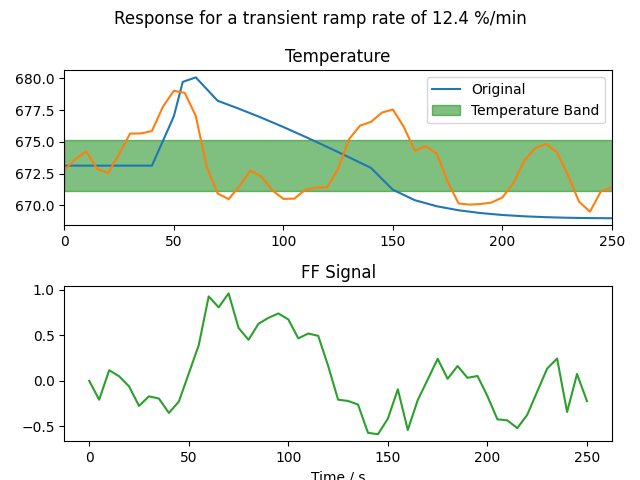 Response for a transient ramp rate of 12.4 %/min
Temperature
680.0
677.5
675.0
672.5
670.0
Original
Temperature Band
0 50 100 150 200 250
FF Signal
1.0
0.5
0.0
−0.5
0 50 100 150 200 250
Time / s